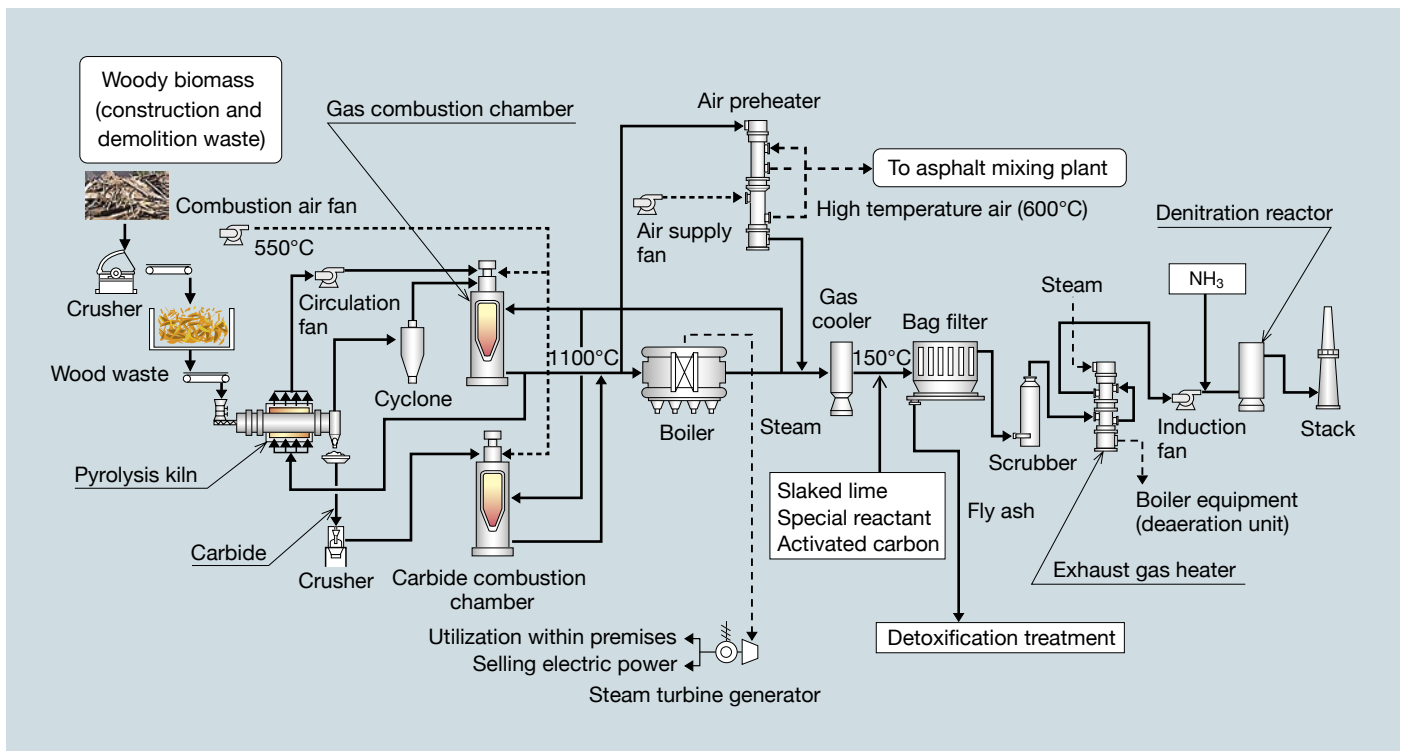 Woody biomass
(construction and
demolition waste)
Gas combustion chamber
Air preheater
To asphalt mixing plant
Combustion air fan
550°C
High temperature air (600°C)
Denitration reactor
Air supply
fan
Crusher
Circulation
fan
Gas
cooler
Steam
NH3
Bag filter
1100°C
150°C
Wood waste
Cyclone
Boiler
Steam
Induction
fan
Stack
Scrubber
Pyrolysis kiln
Slaked lime
Special reactant
Activated carbon
Fly ash
Boiler equipment
(deaeration unit)
Carbide
Crusher
Carbide combustion
chamber
Exhaust gas heater
Utilization within premises
Selling electric power
Detoxification treatment
Steam turbine generator